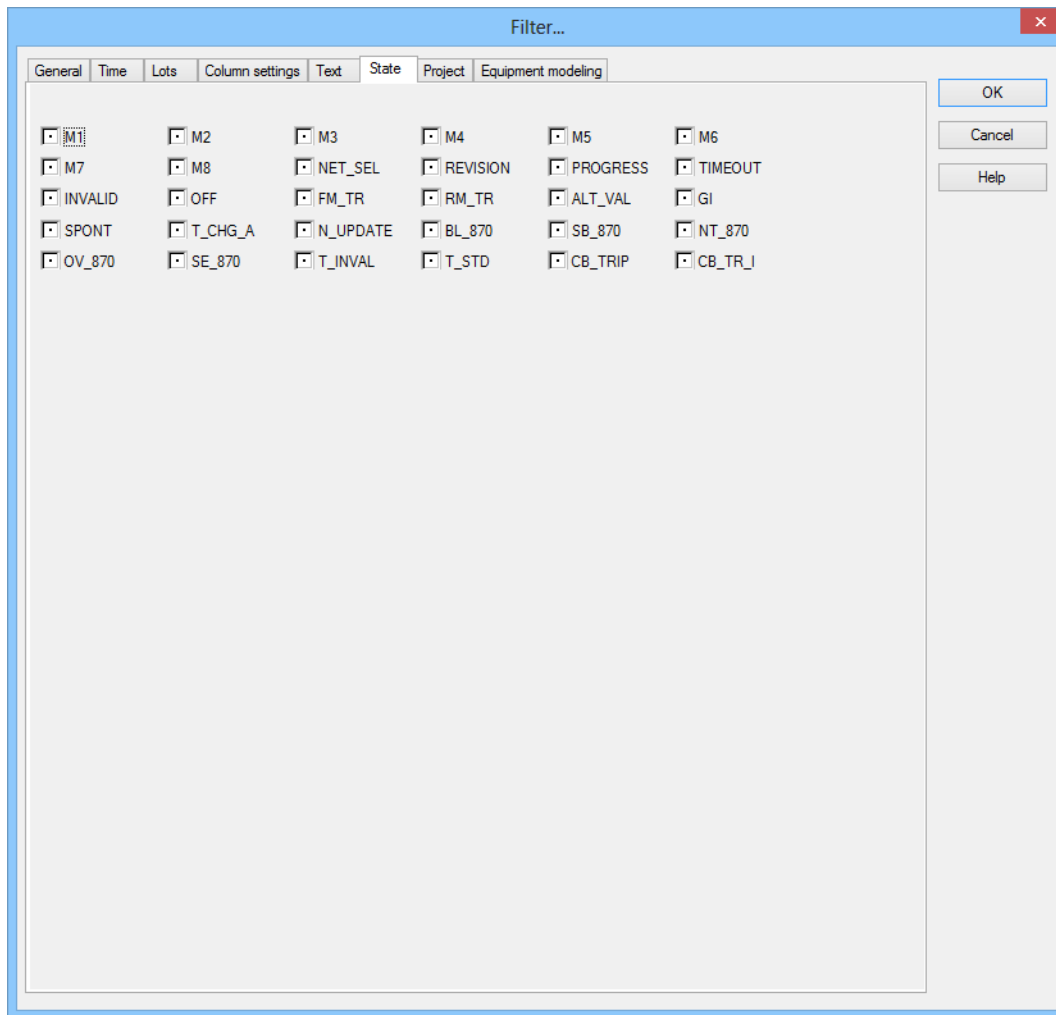 Filter...
General Time Lots Column settings Text State Project Equipment modeling
OK
Cancel
Help
M1 M2 M3 M4 M5 M6
M7 M8 NET_SEL REVISION PROGRESS TIMEOUT
INVALID OFF FM_TR RM_TR ALT_VAL GI
SPONT T_CHG_A N_UPDATE BL_870 SB_870 NT_870
OV_870 SE_870 T_INVAL T_STD CB_TRIP CB_TR_I